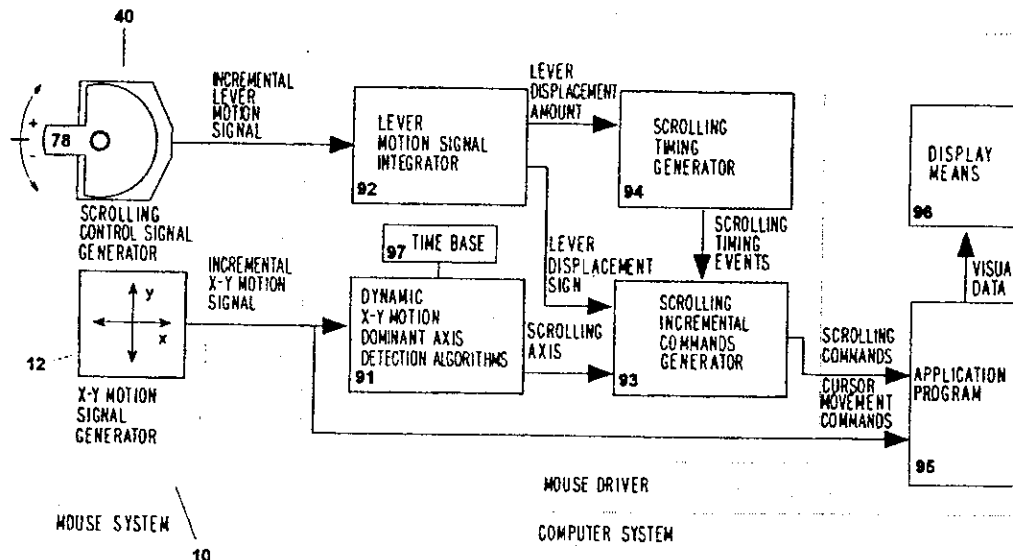 40
INCREMENTAL
LEVER
MOTION
SIGNAL
+
78
-
SCROLLING
CONTROL SIGNAL
GENERATOR
LEVER
MOTION SIGNAL
INTEGRATOR
92
LEVER
DISPLACEMENT
AMOUNT
SCROLLING
TIMING
GENERATOR
94
DISPLAY
MEANS
96
97
TIME BASE
LEVER
DISPLACEMENT
SIGN
SCROLLING
TIMING
EVENTS
VISUA
DATA
INCREMENTAL
X-Y MOTION
SIGNAL
y
x
12
X-Y MOTION
SIGNAL
GENERATOR
DYNAMIC
X-Y MOTION
DOMINANT AXIS
DETECTION ALGORITHMS
91
SCROLLING
AXIS
SCROLLING
INCREMENTAL
COMMANDS
GENERATOR
93
SCROLLING
COMMANDS
CURSOR
MOVEMENT
COMMANDS
APPLICATION
PROGRAM
95
MOUSE DRIVER
MOUSE SYSTEM
COMPUTER SYSTEM
10